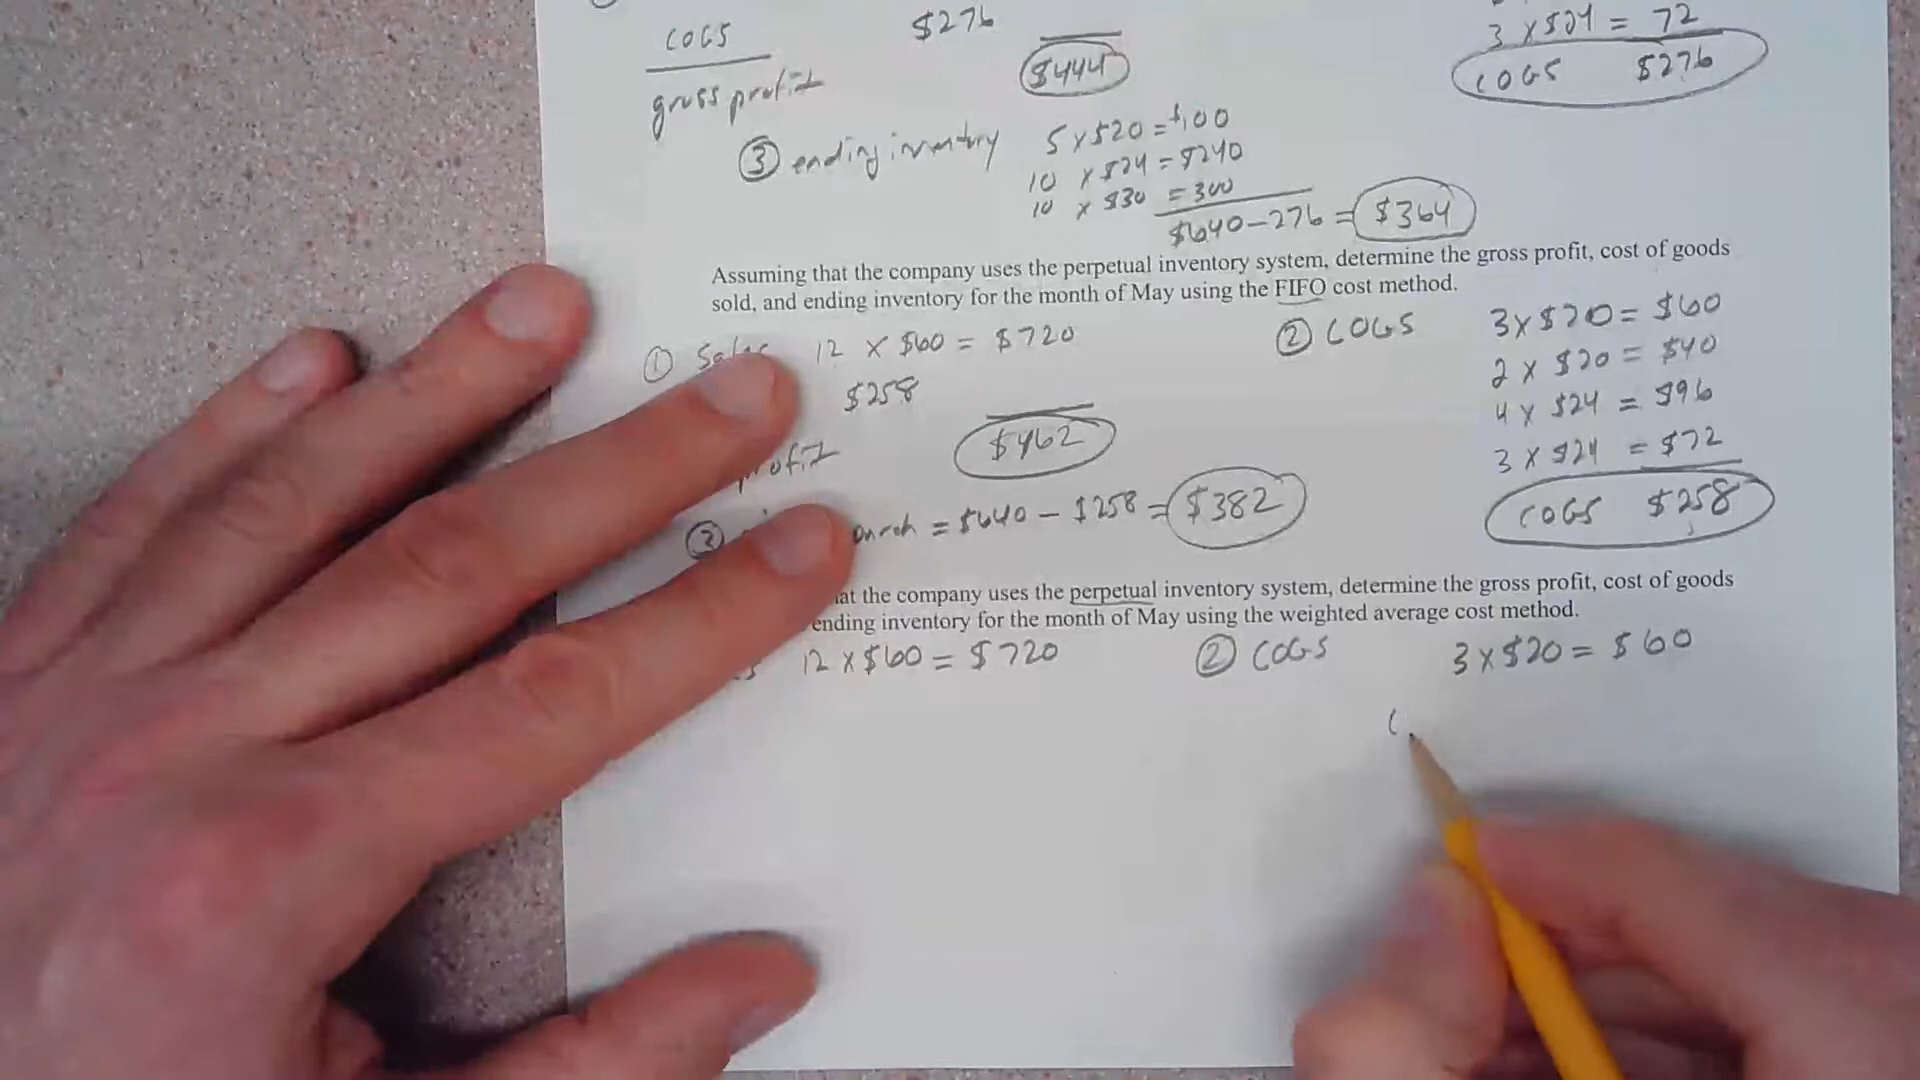 COGS $276
3 x $24 = 72
$444
COGS $276
gross profit
③ ending inventory 5 x $20 = $100
10 x $24 = $240
10 x $30 = 300
$640 - 276 = $364
Assuming that the company uses the perpetual inventory system, determine the gross profit, cost of goods
sold, and ending inventory for the month of May using the FIFO cost method.
① Sales 12 x $60 = $720 ② COGS 3 x $20 = $60
$258 2 x $20 = $40
4 x $24 = $96
$462
profit 3 x $24 = $72
= $640 - $258 = $382 COGS $258
the company uses the perpetual inventory system, determine the gross profit, cost of goods
ending inventory for the month of May using the weighted average cost method.
12 x $60 = $720 ② COGS 3 x $20 = $60
(